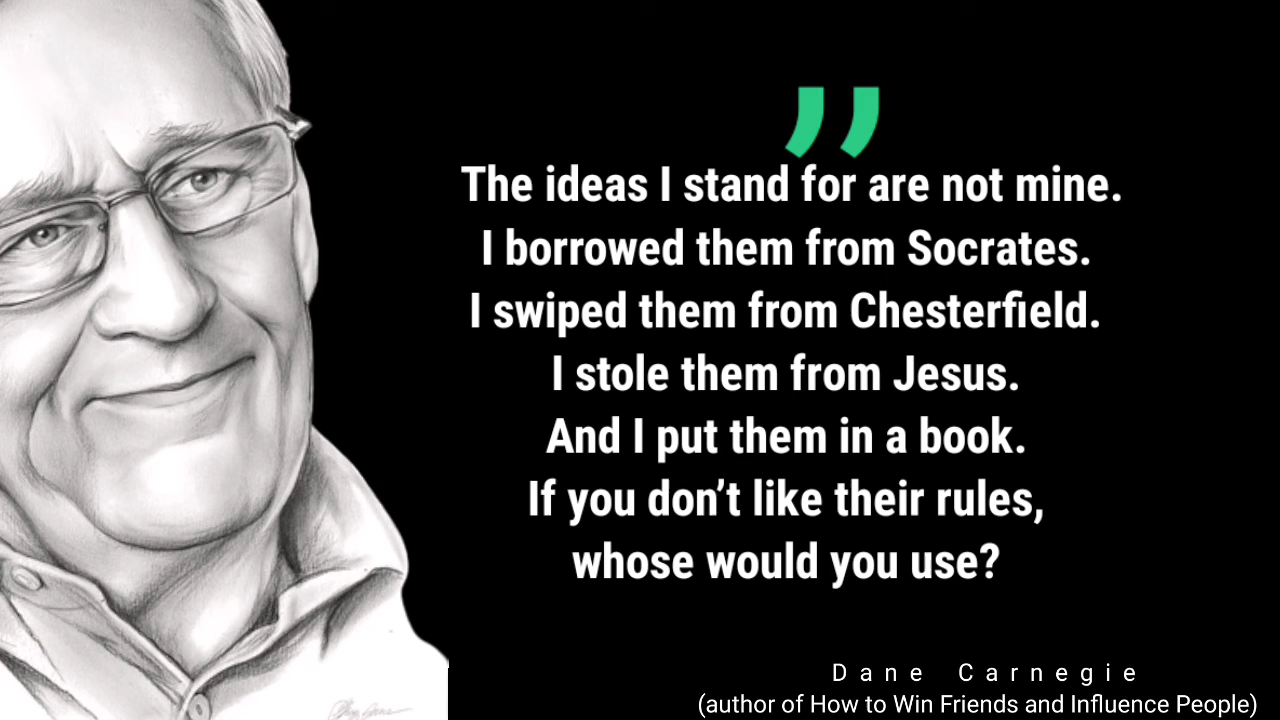 ”
The ideas I stand for are not mine.
I borrowed them from Socrates.
I swiped them from Chesterfield.
I stole them from Jesus.
And I put them in a book.
If you don’t like their rules,
whose would you use?
Dane Carnegie
(author of How to Win Friends and Influence People)